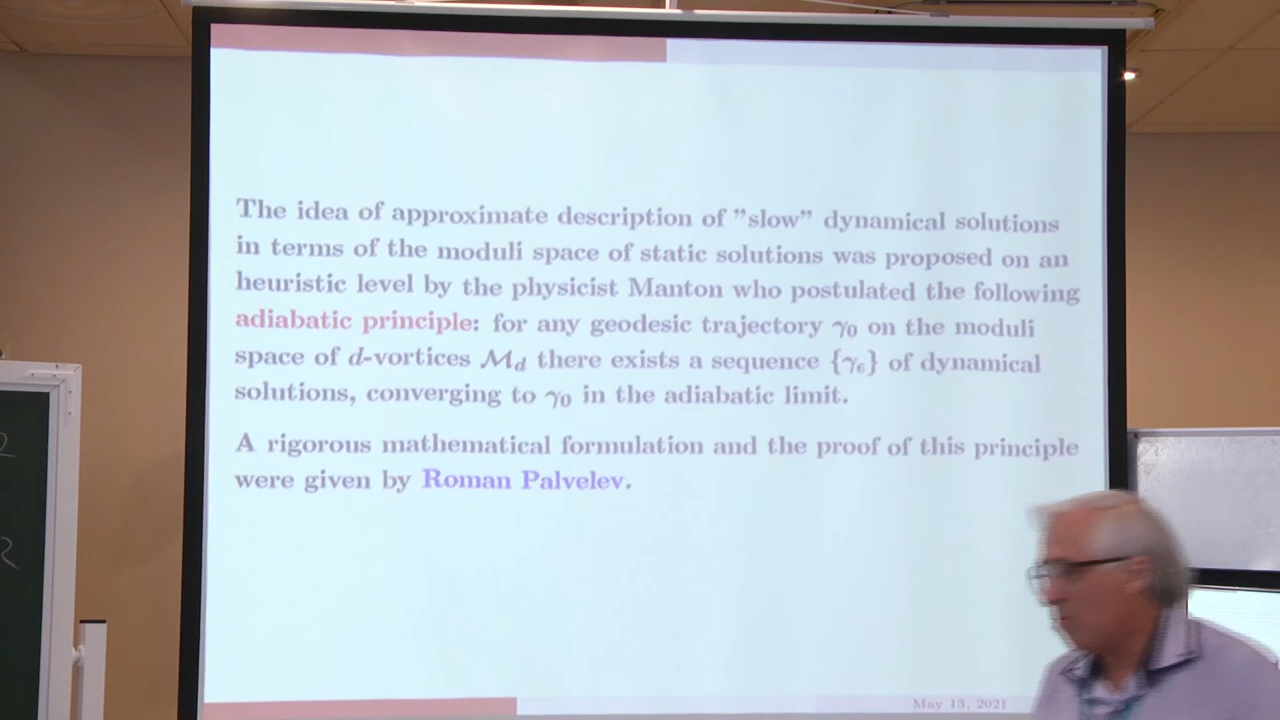 The idea of approximate description of "slow" dynamical solutions
in terms of the moduli space of static solutions was proposed on an
heuristic level by the physicist Manton who postulated the following
adiabatic principle: for any geodesic trajectory γ₀ on the moduli
space of d-vortices ℳ_d there exists a sequence {γ_ϵ} of dynamical
solutions, converging to γ₀ in the adiabatic limit.
A rigorous mathematical formulation and the proof of this principle
were given by Roman Palvelev.
May 13, 2021
2
R